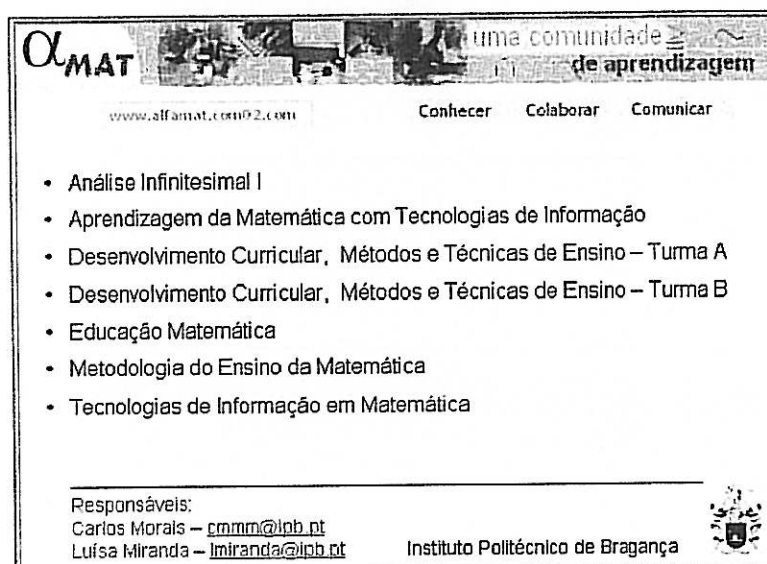 αMAT
uma comunidade
de aprendizagem
www.alfamat.com92.com Conhecer Colaborar Comunicar
• Análise Infinitesimal I
• Aprendizagem da Matemática com Tecnologias de Informação
• Desenvolvimento Curricular, Métodos e Técnicas de Ensino – Turma A
• Desenvolvimento Curricular, Métodos e Técnicas de Ensino – Turma B
• Educação Matemática
• Metodologia do Ensino da Matemática
• Tecnologias de Informação em Matemática
Responsáveis:
Carlos Morais – cmmm@ipb.pt
Luísa Miranda – lmiranda@ipb.pt Instituto Politécnico de Bragança